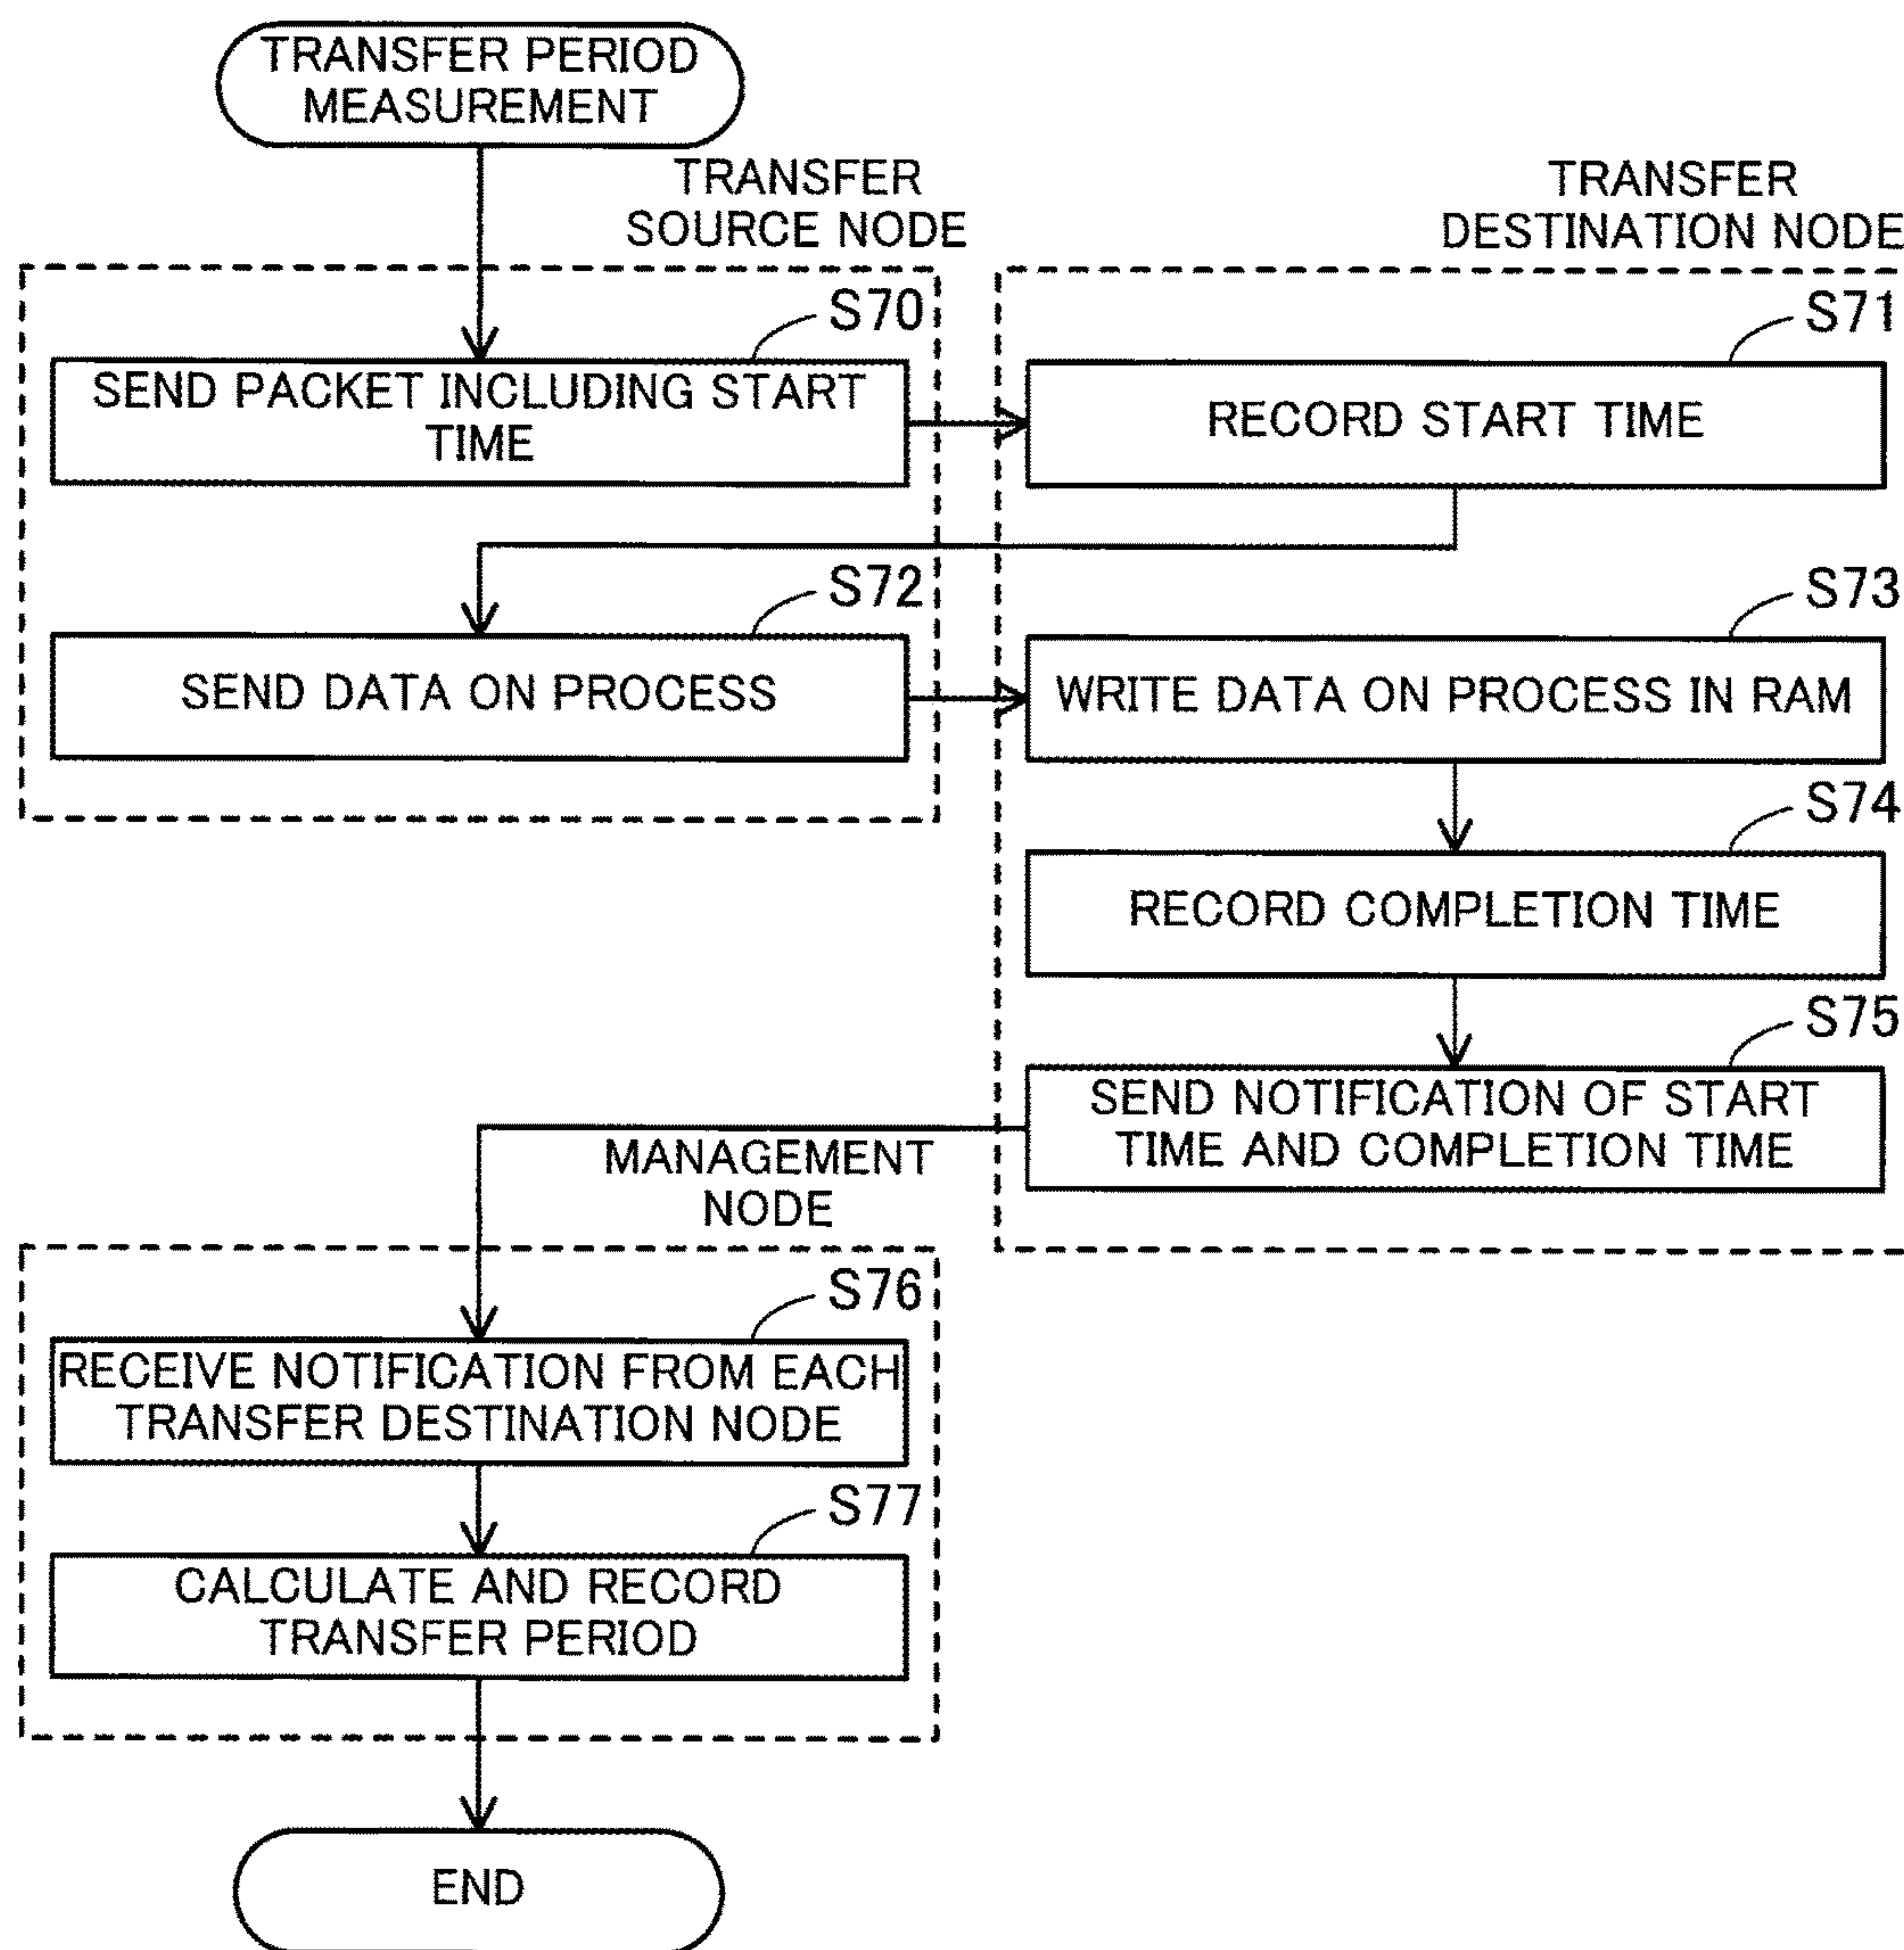 TRANSFER PERIOD
MEASUREMENT
TRANSFER
SOURCE NODE
TRANSFER
DESTINATION NODE
S70
SEND PACKET INCLUDING START
TIME
S71
RECORD START TIME
S72
SEND DATA ON PROCESS
S73
WRITE DATA ON PROCESS IN RAM
S74
RECORD COMPLETION TIME
S75
SEND NOTIFICATION OF START
TIME AND COMPLETION TIME
MANAGEMENT
NODE
S76
RECEIVE NOTIFICATION FROM EACH
TRANSFER DESTINATION NODE
S77
CALCULATE AND RECORD
TRANSFER PERIOD
END